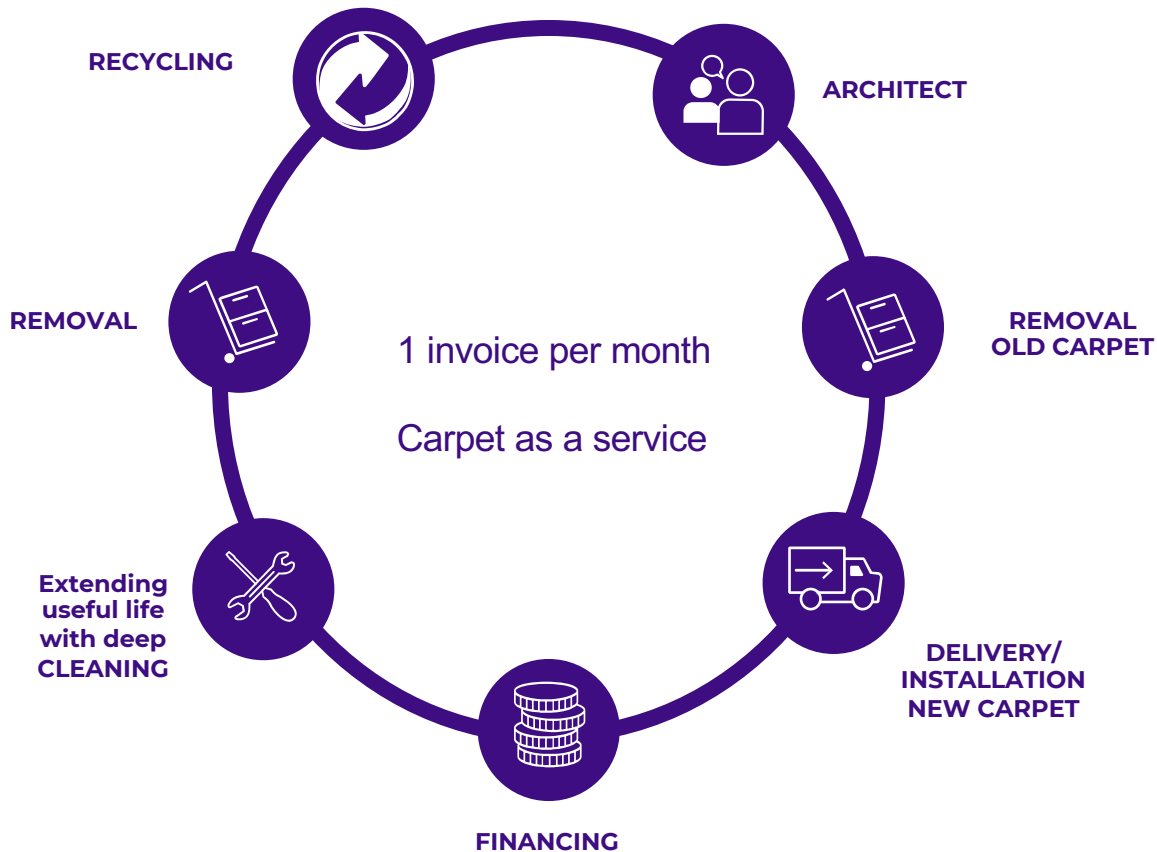 RECYCLING
ARCHITECT
REMOVAL
REMOVAL
OLD CARPET
1 invoice per month
Carpet as a service
Extending
useful life
with deep
CLEANING
DELIVERY/
INSTALLATION
NEW CARPET
FINANCING